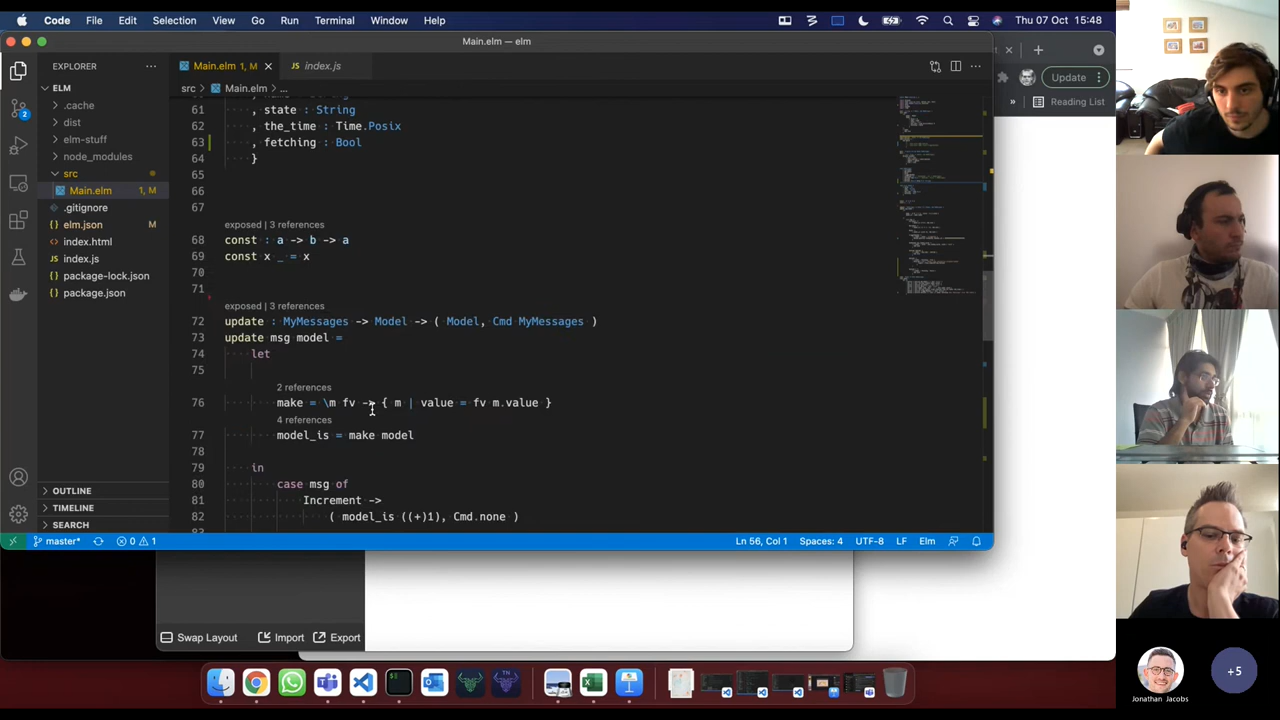 Code File Edit Selection View Go Run Terminal Window Help
Thu 07 Oct 15:48
Main.elm — elm
Update
Reading List
EXPLORER
Main.elm 1, M
index.js
src > Main.elm > ...
ELM
.cache
dist
elm-stuff
node_modules
src
Main.elm 1, M
.gitignore
elm.json M
index.html
index.js
package-lock.json
package.json
OUTLINE
TIMELINE
SEARCH
61 , state : String
62 , the_time : Time.Posix
63 , fetching : Bool
64 }
65
66
67
exposed | 3 references
68 const : a -> b -> a
69 const x _ = x
70
71
exposed | 3 references
72 update : MyMessages -> Model -> ( Model, Cmd MyMessages )
73 update msg model =
74 let
75
2 references
76 make = \m fv -> { m | value = fv m.value }
4 references
77 model_is = make model
78
79 in
80 case msg of
81 Increment ->
82 ( model_is ((+)1), Cmd.none )
master* 0 1
Ln 56, Col 1 Spaces: 4 UTF-8 LF Elm
Swap Layout Import Export
Jonathan Jacobs
+5